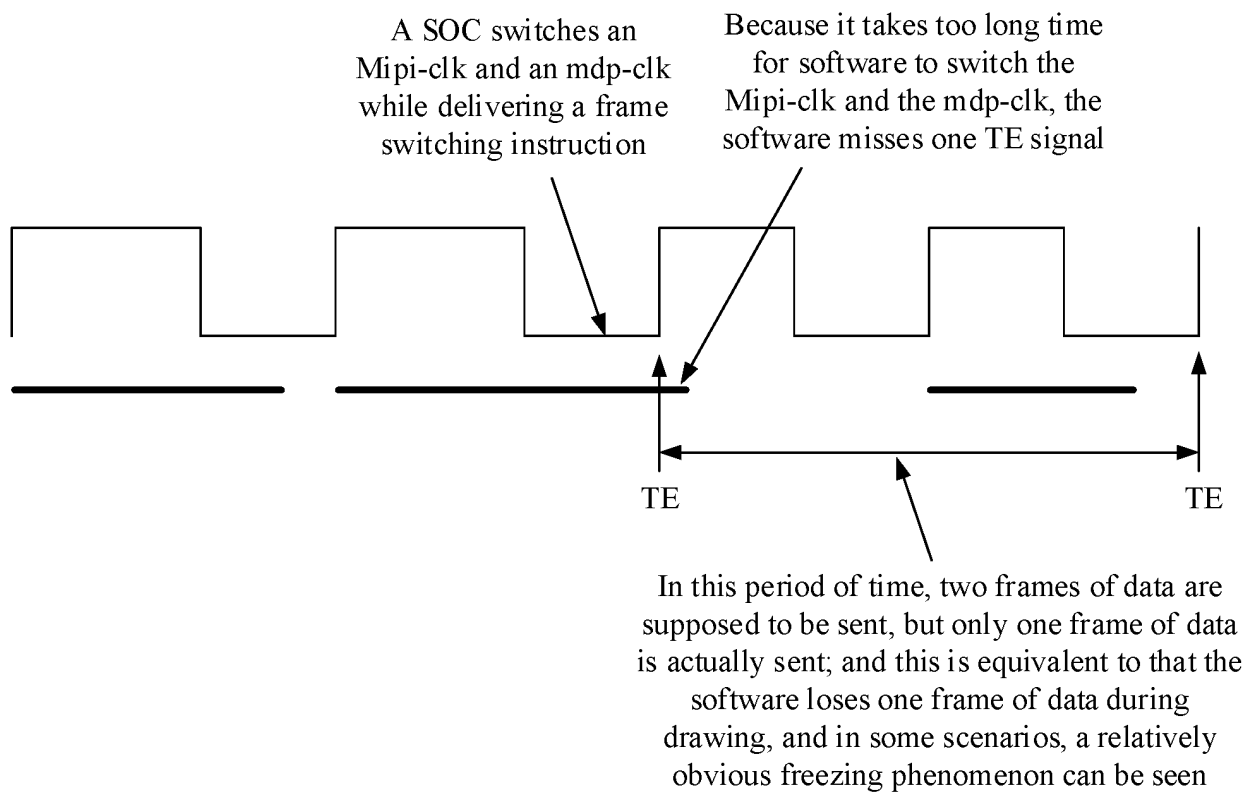 A SOC switches an
Mipi-clk and an mdp-clk
while delivering a frame
switching instruction
Because it takes too long time
for software to switch the
Mipi-clk and the mdp-clk, the
software misses one TE signal
TE
TE
In this period of time, two frames of data are
supposed to be sent, but only one frame of data
is actually sent; and this is equivalent to that the
software loses one frame of data during
drawing, and in some scenarios, a relatively
obvious freezing phenomenon can be seen